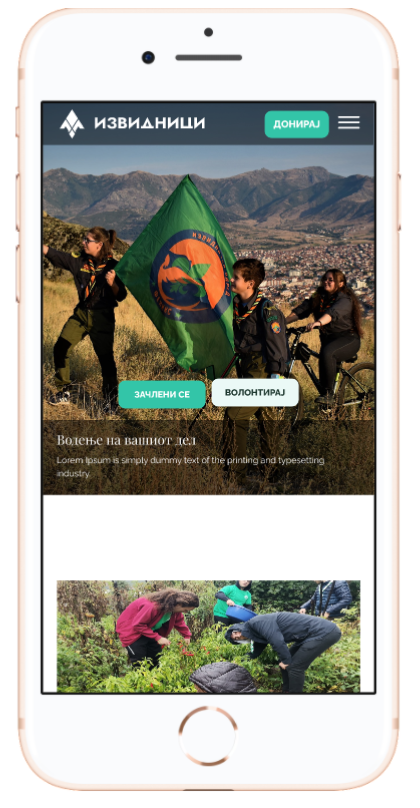 ИЗВИДНИЦИ
ДОНИРАЈ
ЗАЧЛЕНИ СЕ
ВОЛОНТИРАЈ
Водење на вашиот дел
Lorem Ipsum is simply dummy text of the printing and typesetting
industry.